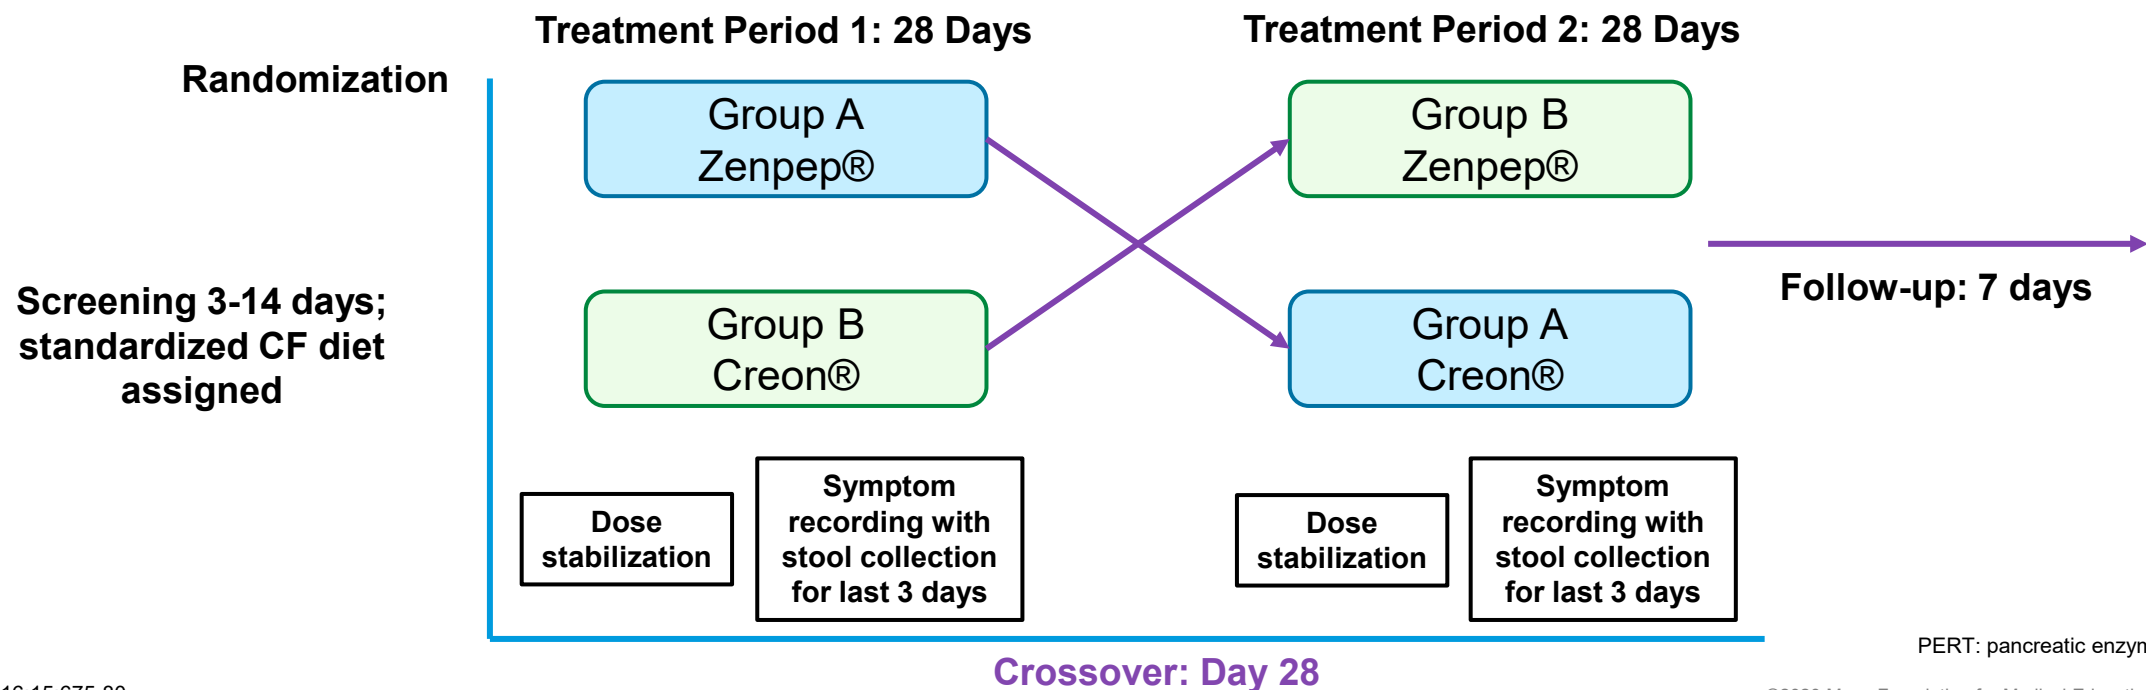 Treatment Period 1: 28 Days
Treatment Period 2: 28 Days
Randomization
Group A
Zenpep®
Group B
Zenpep®
Screening 3-14 days;
standardized CF diet
assigned
Group B
Creon®
Group A
Creon®
Follow-up: 7 days
Dose
stabilization
Symptom
recording with
stool collection
for last 3 days
Dose
stabilization
Symptom
recording with
stool collection
for last 3 days
Crossover: Day 28
PERT: pancreatic